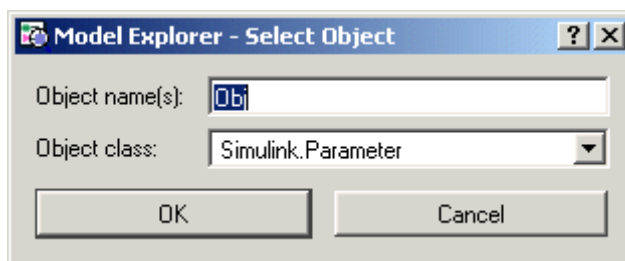 Model Explorer - Select Object
Object name(s): Obj
Object class: Simulink.Parameter
OK Cancel